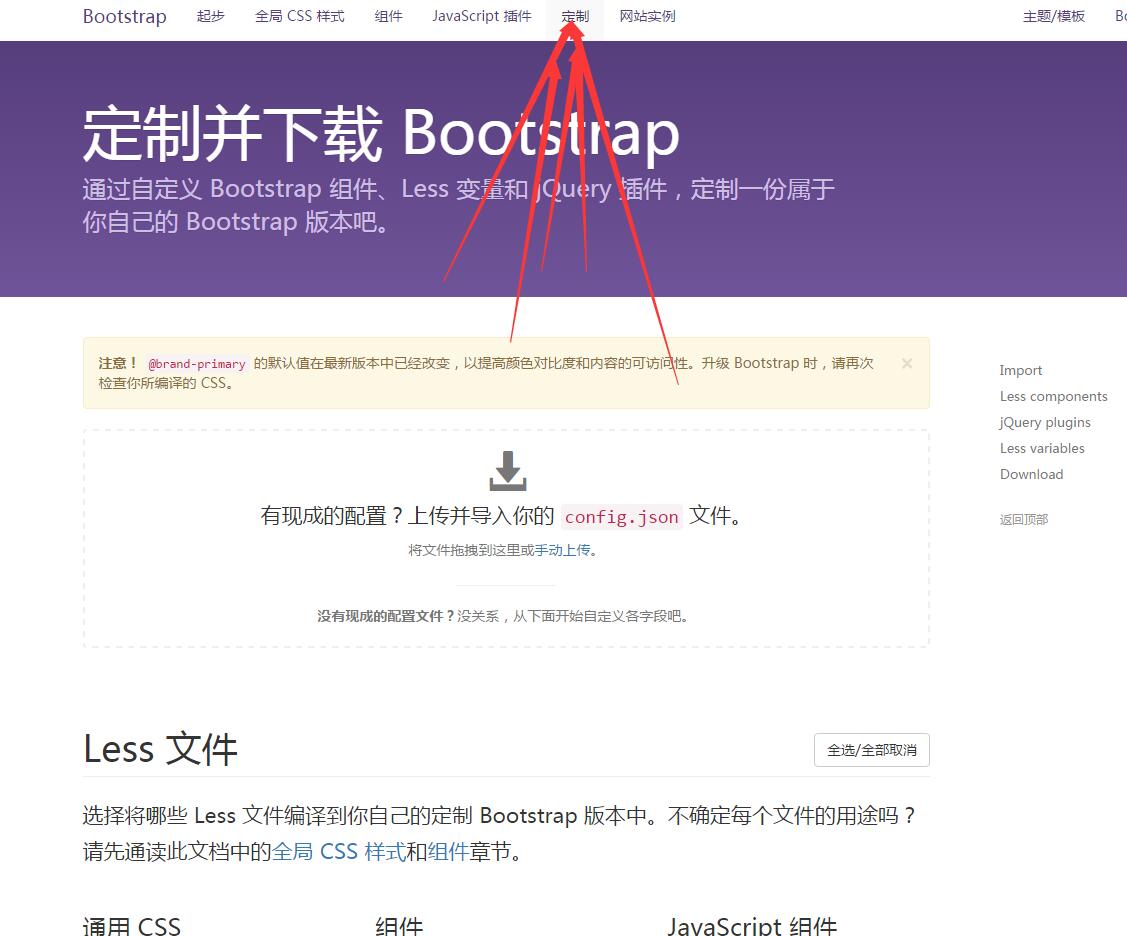 Bootstrap 起步 全局 CSS 样式 组件 JavaScript 插件 定制 网站实例 主题/模板
定制并下载 Bootstrap
通过自定义 Bootstrap 组件、Less 变量和 jQuery 插件，定制一份属于
你自己的 Bootstrap 版本吧。
注意！ @brand-primary 的默认值在最新版本中已经改变，以提高颜色对比度和内容的可访问性。升级 Bootstrap 时，请再次 ×
检查你所编译的 CSS。
Import
Less components
jQuery plugins
Less variables
Download
返回顶部
有现成的配置？上传并导入你的 config.json 文件。
将文件拖拽到这里或手动上传。
没有现成的配置文件？没关系，从下面开始自定义各字段吧。
Less 文件 全选/全部取消
选择将哪些 Less 文件编译到你自己的定制 Bootstrap 版本中。不确定每个文件的用途吗？
请先通读此文档中的全局 CSS 样式和组件章节。
通用 CSS 组件 JavaScript 组件